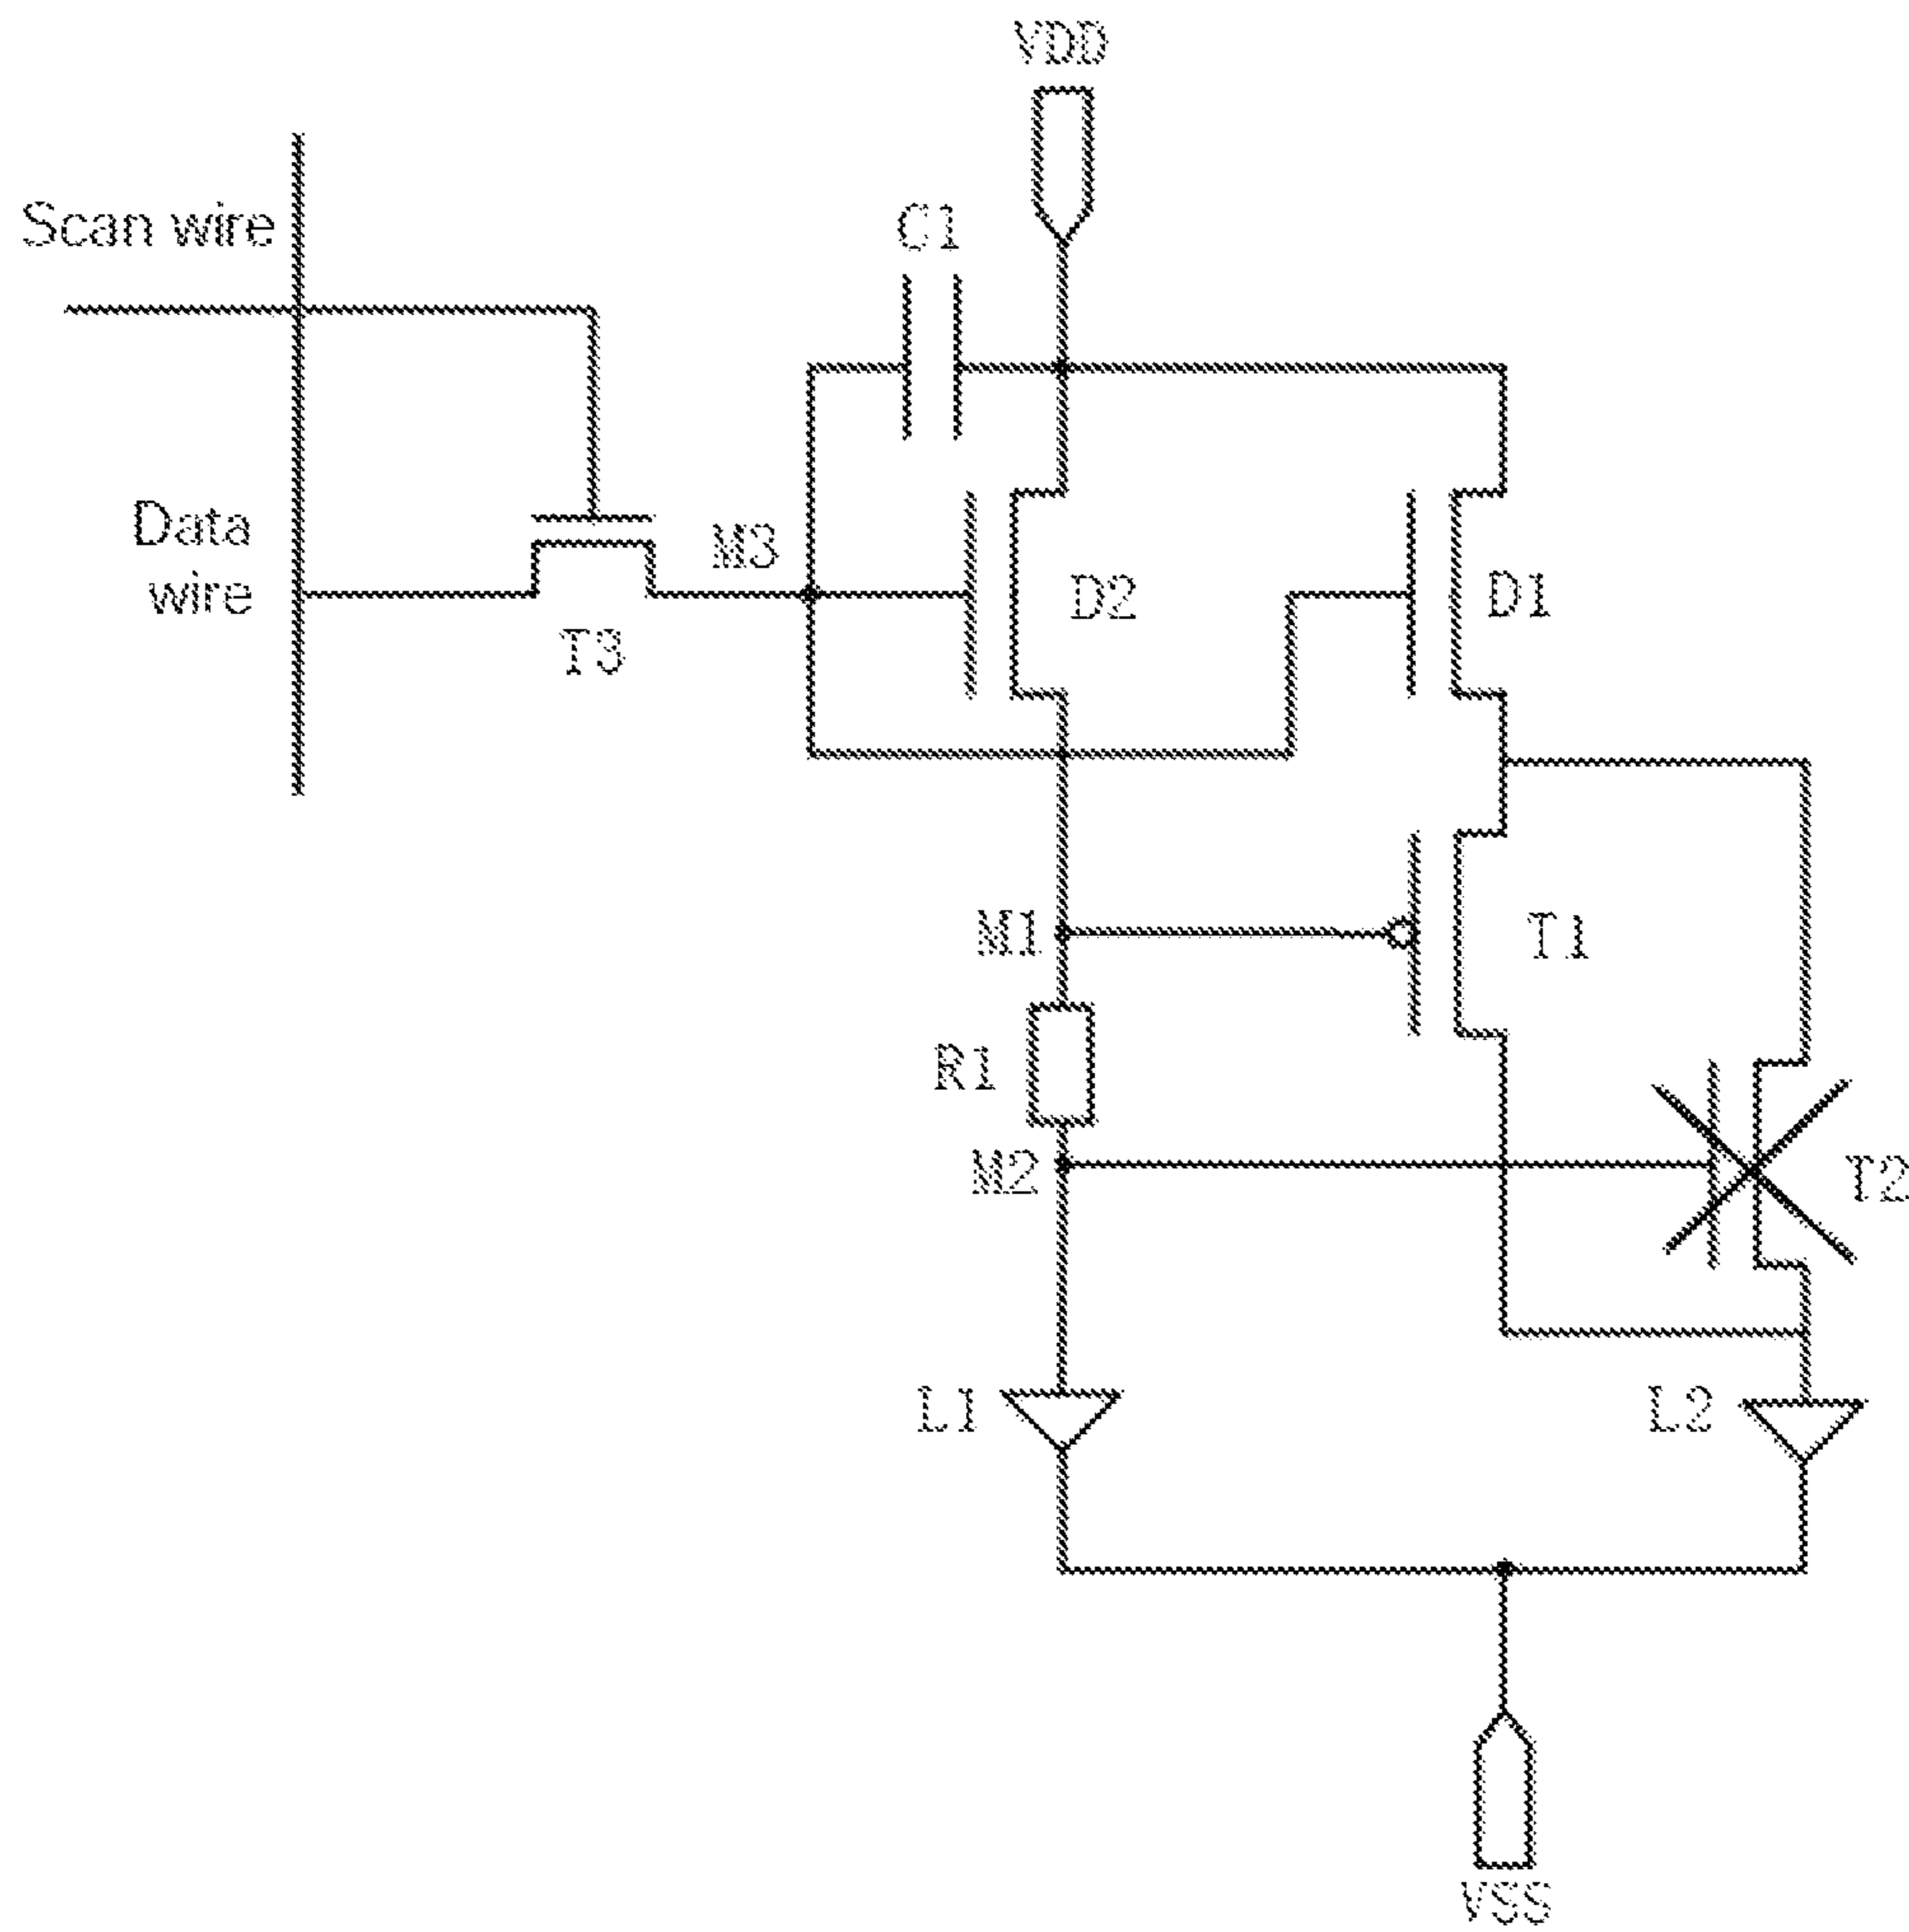 VDD
Scan wire
C1
Data
wire
M3
D2
D1
T3
M1
T1
R1
M2
T2
L1
L2
VSS